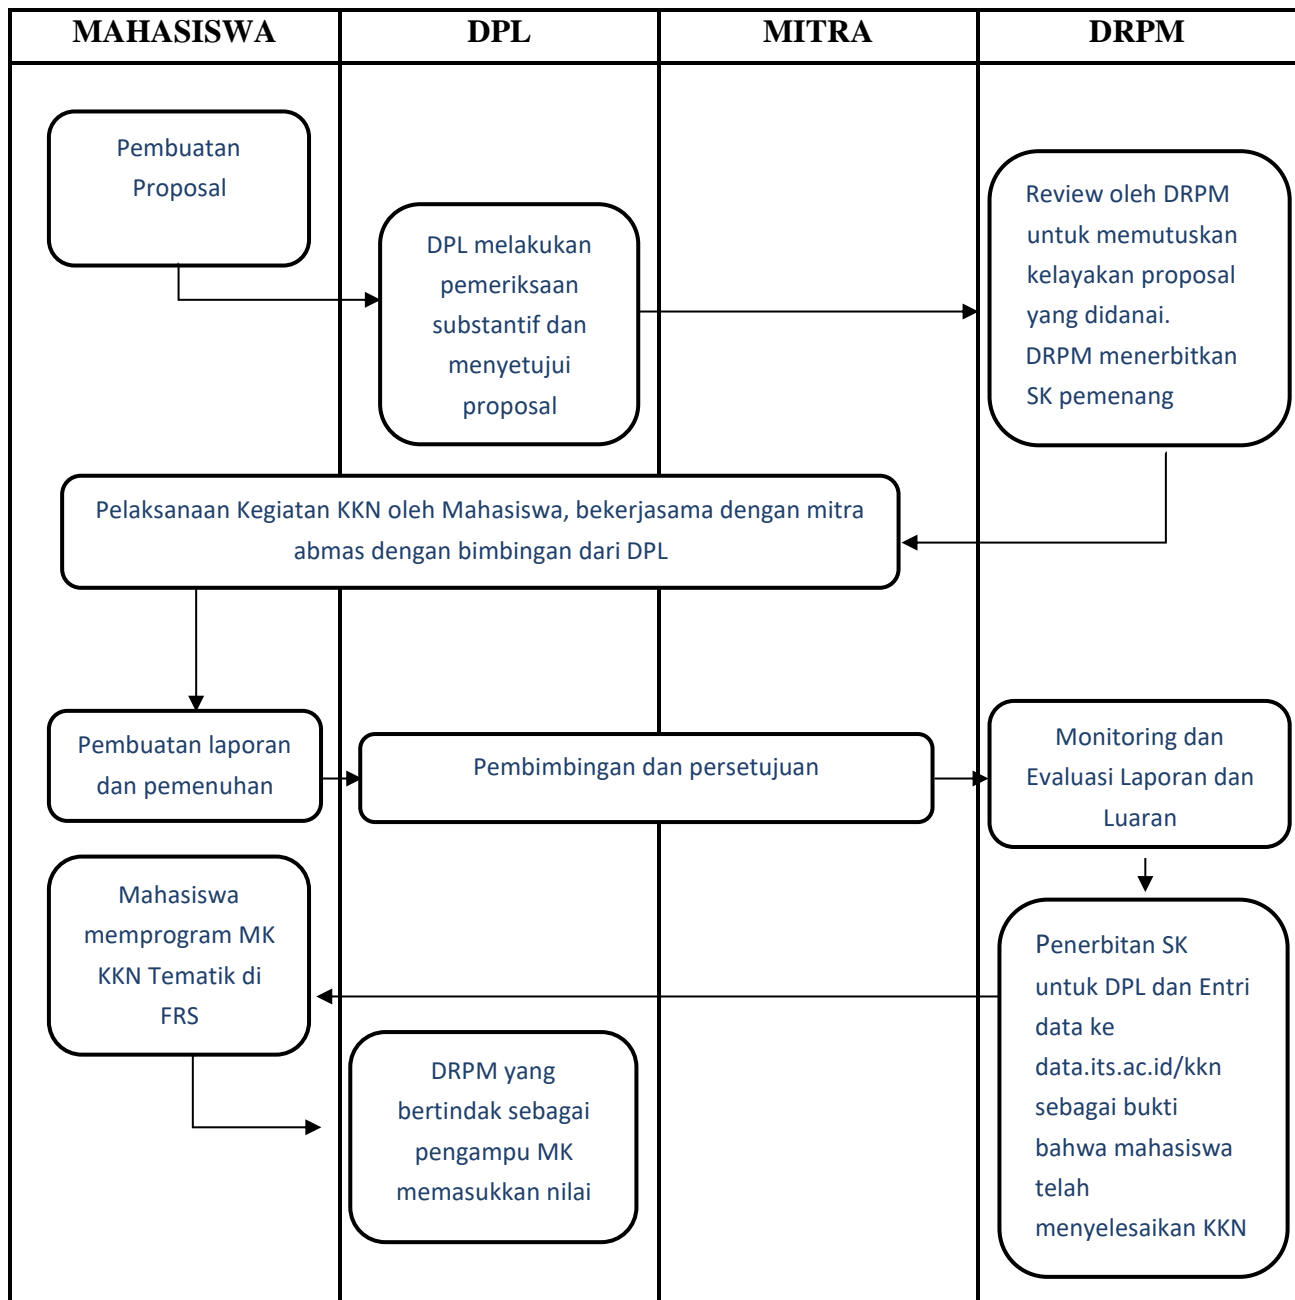 MAHASISWA
DPL
MITRA
DRPM
Pembuatan
Proposal
DPL melakukan
pemeriksaan
substantif dan
menyetujui
proposal
Review oleh DRPM
untuk memutuskan
kelayakan proposal
yang didanai.
DRPM menerbitkan
SK pemenang
Pelaksanaan Kegiatan KKN oleh Mahasiswa, bekerjasama dengan mitra
abmas dengan bimbingan dari DPL
Pembuatan laporan
dan pemenuhan
Pembimbingan dan persetujuan
Monitoring dan
Evaluasi Laporan dan
Luaran
Mahasiswa
memprogram MK
KKN Tematik di
FRS
Penerbitan SK
untuk DPL dan Entri
data ke
data.its.ac.id/kkn
sebagai bukti
bahwa mahasiswa
telah
menyelesaikan KKN
DRPM yang
bertindak sebagai
pengampu MK
memasukkan nilai